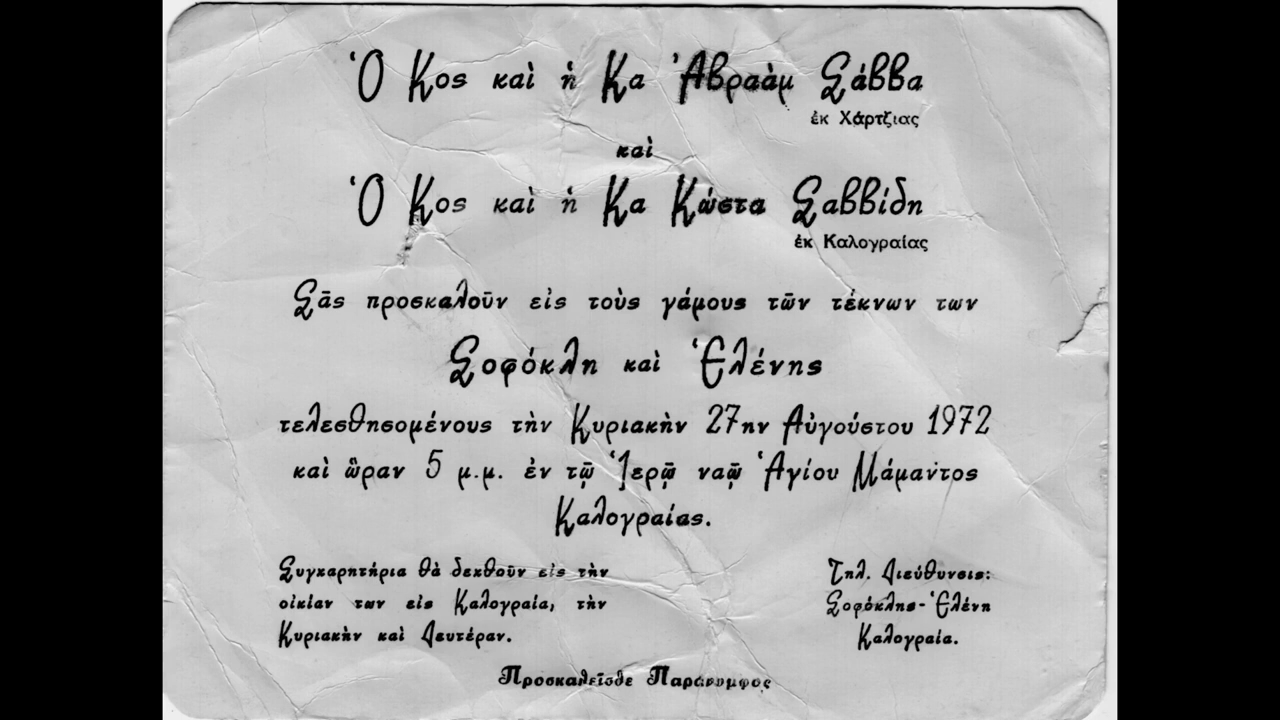 Ὁ Κος καὶ ἡ Κα Ἀβραὰμ Σάββα
ἐκ Χάρτζιας
καὶ
Ὁ Κος καὶ ἡ Κα Κώστα Σαββίδη
ἐκ Καλογραίας
Σᾶς προσκαλοῦν εἰς τοὺς γάμους τῶν τέκνων των
Σοφόκλη καὶ Ἑλένης
τελεσθησομένους τὴν Κυριακὴν 27ην Αὐγούστου 1972
καὶ ὥραν 5 μ.μ. ἐν τῷ Ἱερῷ ναῷ Ἁγίου Μάμαντος
Καλογραίας.
Συγχαρητήρια θὰ δεχθοῦν εἰς τὴν
οἰκίαν των εἰς Καλογραία, τὴν
Κυριακὴν καὶ Δευτέραν.
Τηλ. Διεύθυνσις:
Σοφόκλης-Ἑλένη
Καλογραία.
Προσκαλεῖσθε Παράνυμφος